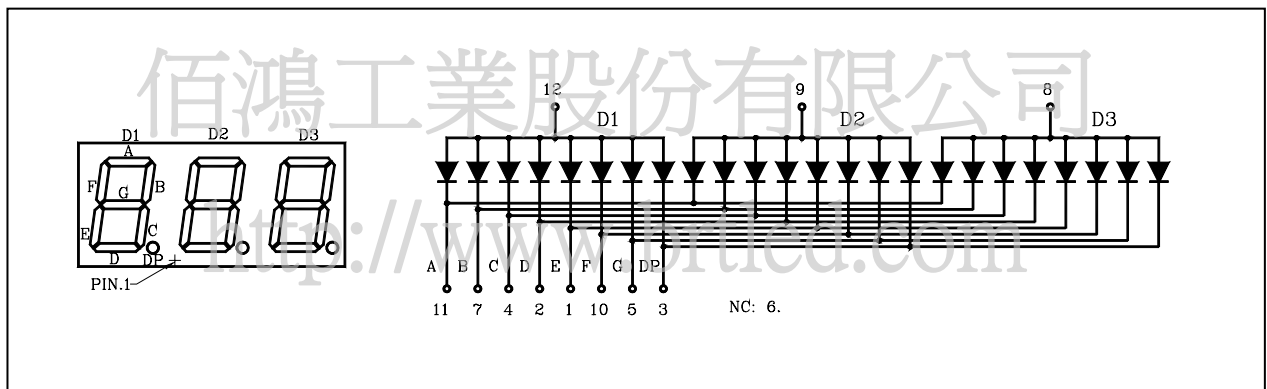 佰鴻工業股份有限公司
http://www.brtled.com
D1 D2 D3
A
F G B
E C
D DP
PIN.1
12 9 8
D1 D2 D3
A B C D E F G DP
11 7 4 2 1 10 5 3
NC: 6.